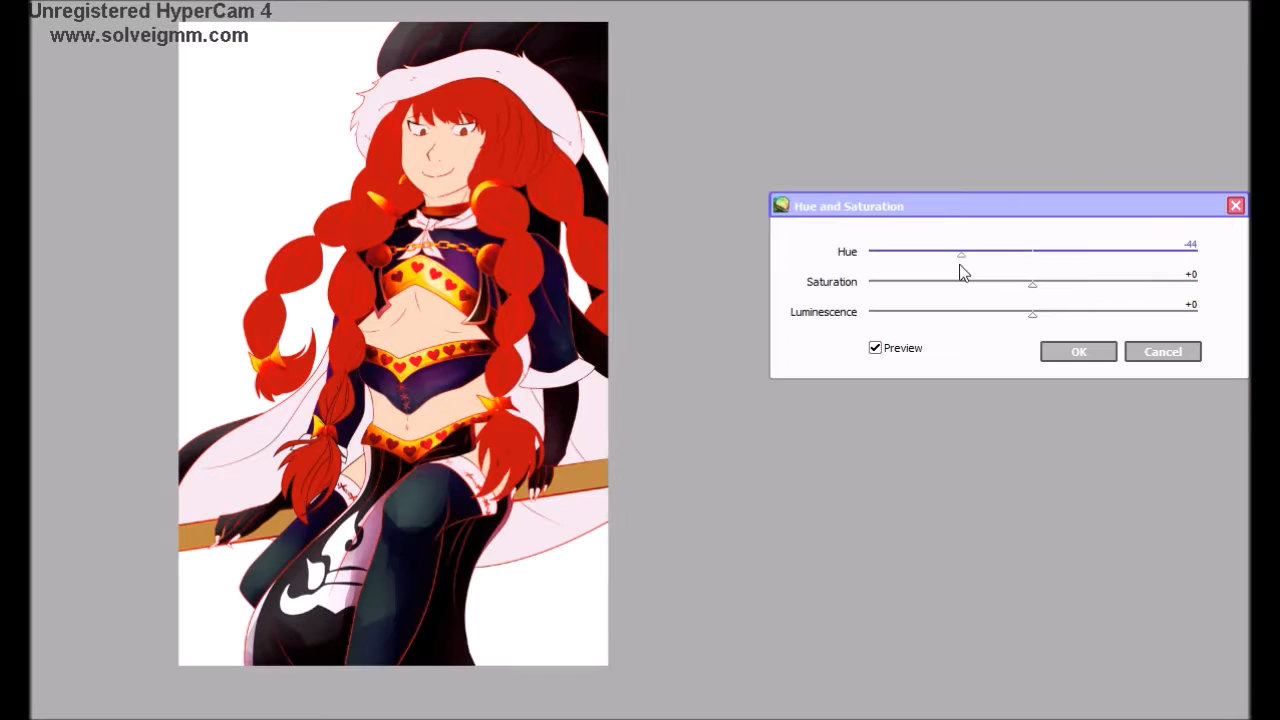 Unregistered HyperCam 4
www.solveigmm.com
Hue and Saturation
Hue -44
Saturation +0
Luminescence +0
Preview OK Cancel